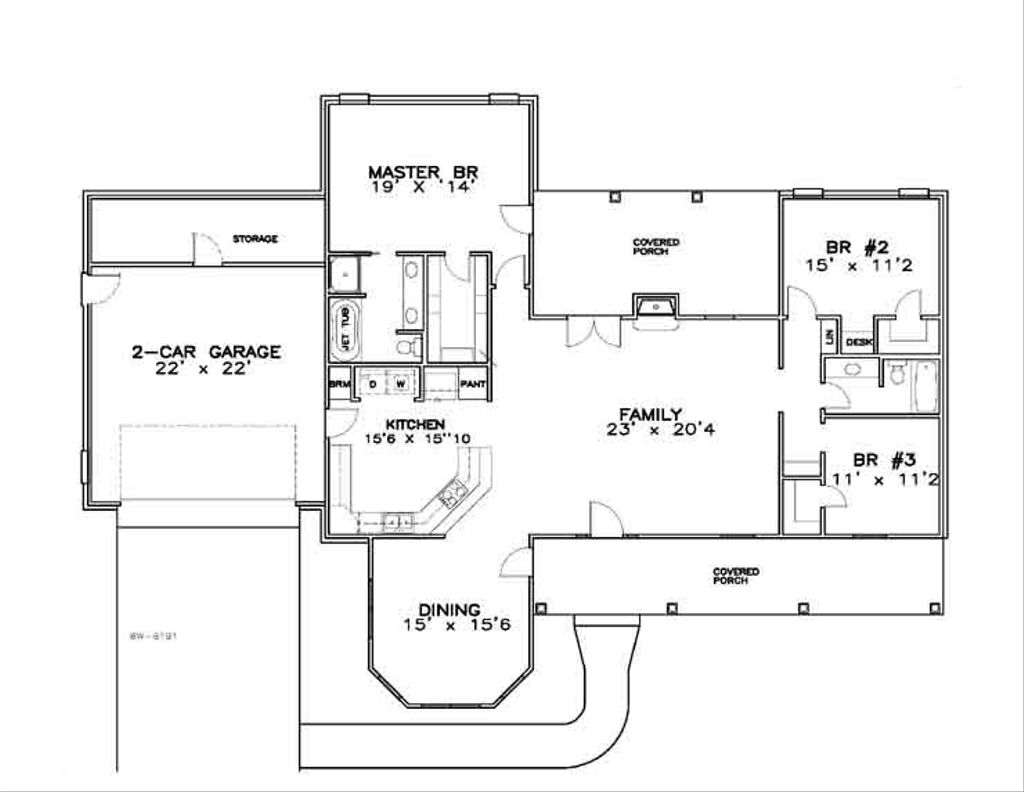 MASTER BR
19' X '14'
STORAGE
COVERED
PORCH
BR #2
15' x 11'2
JET TUB
LIN
DESK
2-CAR GARAGE
22' x 22'
BRM
D
W
PANT
KITCHEN
15'6 X 15''10
FAMILY
23' x 20'4
BR #3
11' x 11'2
COVERED
PORCH
DINING
15' x 15'6
BW-6191